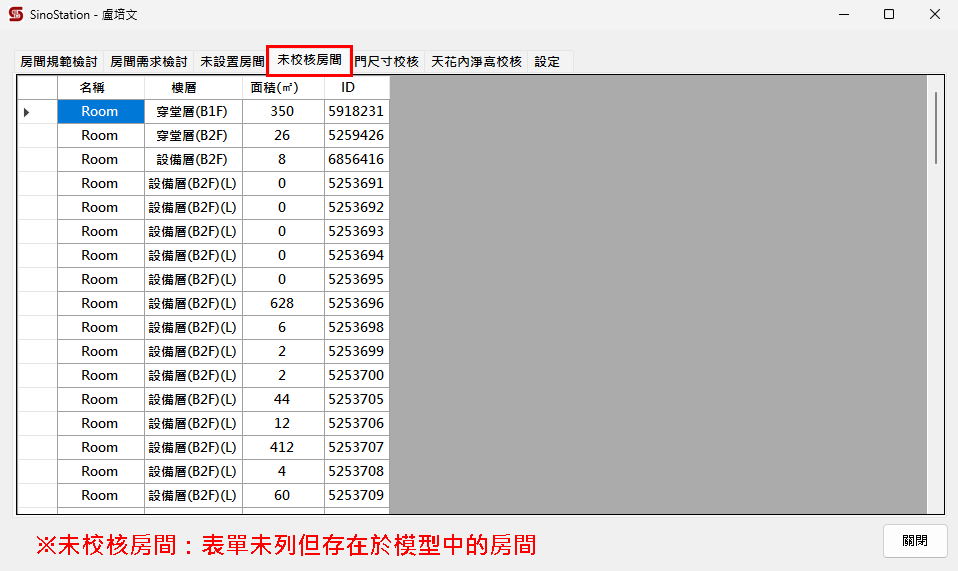 SinoStation - 盧培文
房間規範檢討 房間需求檢討 未設置房間 未校核房間 門尺寸校核 天花內淨高校核 設定
名稱 樓層 面積(㎡) ID
Room 穿堂層(B1F) 350 5918231
Room 穿堂層(B2F) 26 5259426
Room 設備層(B2F) 8 6856416
Room 設備層(B2F)(L) 0 5253691
Room 設備層(B2F)(L) 0 5253692
Room 設備層(B2F)(L) 0 5253693
Room 設備層(B2F)(L) 0 5253694
Room 設備層(B2F)(L) 0 5253695
Room 設備層(B2F)(L) 628 5253696
Room 設備層(B2F)(L) 6 5253698
Room 設備層(B2F)(L) 2 5253699
Room 設備層(B2F)(L) 2 5253700
Room 設備層(B2F)(L) 44 5253705
Room 設備層(B2F)(L) 12 5253706
Room 設備層(B2F)(L) 412 5253707
Room 設備層(B2F)(L) 4 5253708
Room 設備層(B2F)(L) 60 5253709
※未校核房間：表單未列但存在於模型中的房間
關閉